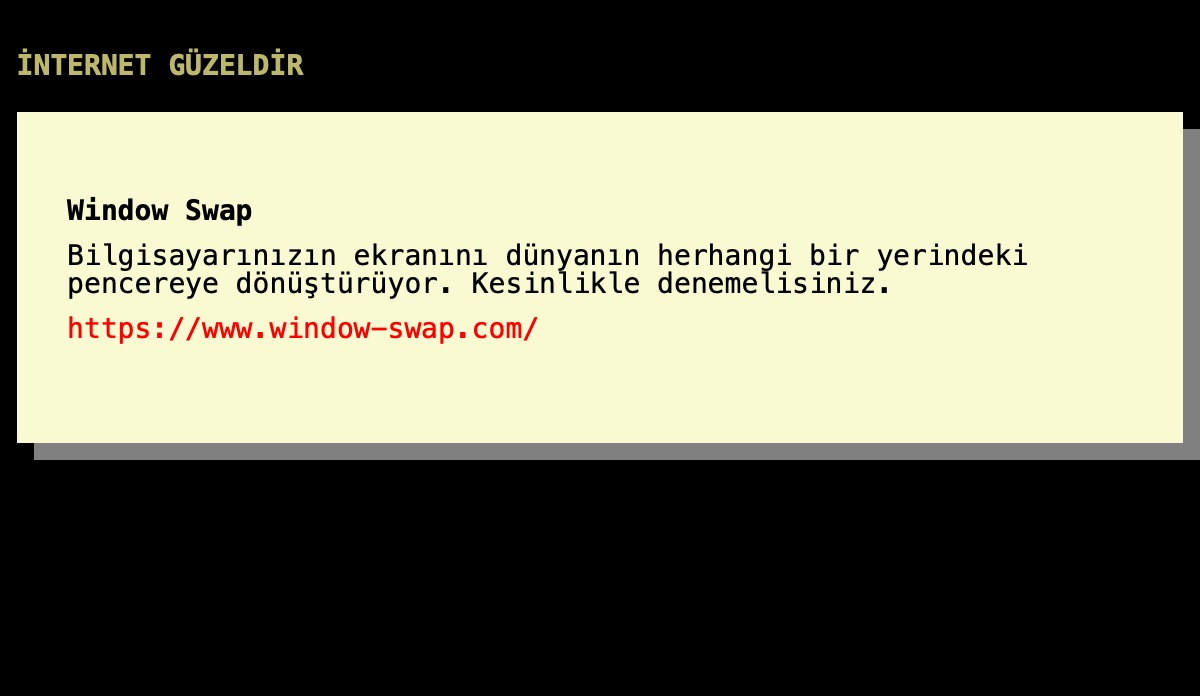 İNTERNET GÜZELDİR
Window Swap
Bilgisayarınızın ekranını dünyanın herhangi bir yerindeki
pencereye dönüştürüyor. Kesinlikle denemelisiniz.
https://www.window-swap.com/